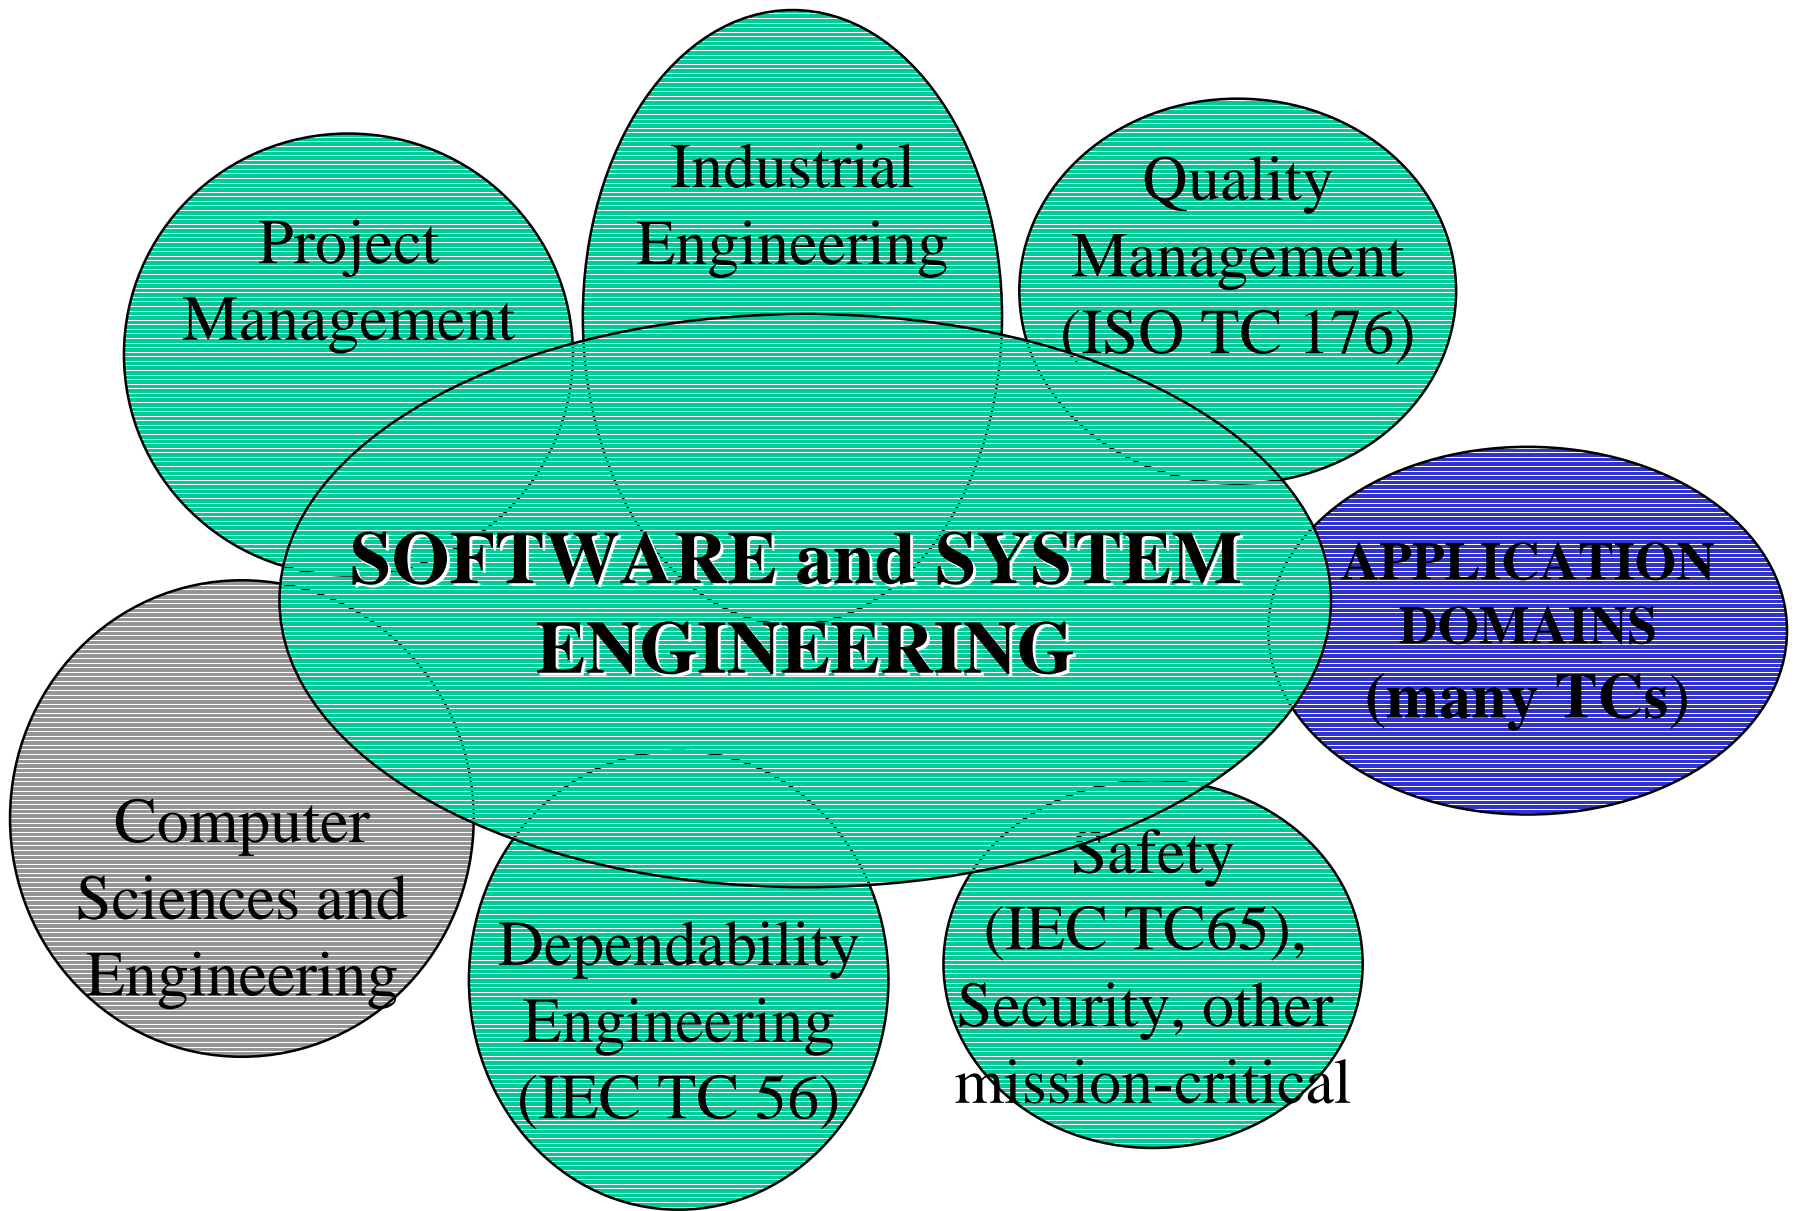 Industrial
Engineering
Quality
Management
(ISO TC 176)
Project
Management
SOFTWARE and SYSTEM
ENGINEERING
APPLICATION
DOMAINS
(many TCs)
Computer
Sciences and
Engineering
Dependability
Engineering
(IEC TC 56)
Safety
(IEC TC65),
Security, other
mission-critical